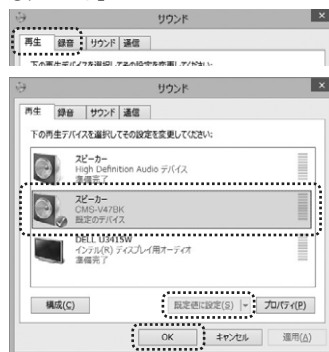 サウンド
再生 録音 サウンド 通信
下の再生デバイスを選択してその設定を変更してください:
サウンド
再生 録音 サウンド 通信
下の再生デバイスを選択してその設定を変更してください:
スピーカー
High Definition Audio デバイス
準備完了
スピーカー
CMS-V47BK
既定のデバイス
DELL U3415W
インテル(R) ディスプレイ用オーディオ
準備完了
構成(C) 既定値に設定(S) プロパティ(P)
OK キャンセル 適用(A)